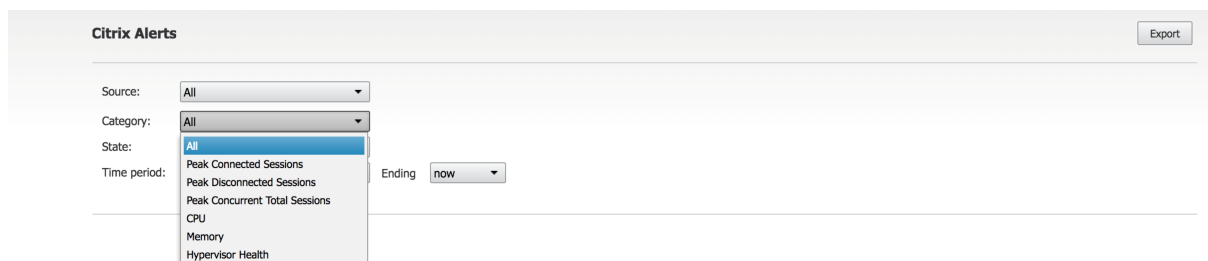 Citrix Alerts Export
Source: All
Category: All
State: All
Peak Connected Sessions
Time period: Peak Disconnected Sessions Ending now
Peak Concurrent Total Sessions
CPU
Memory
Hypervisor Health